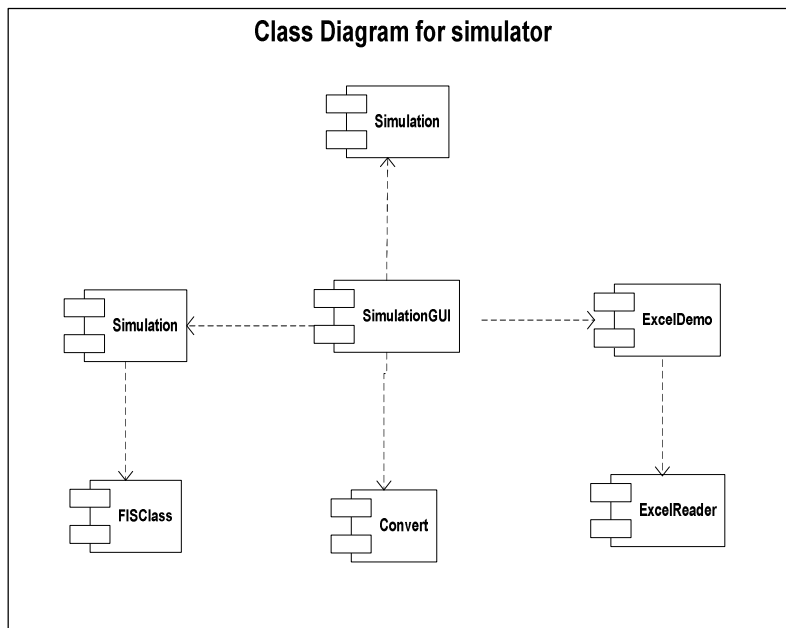 Class Diagram for simulator
Simulation
Simulation
SimulationGUI
ExcelDemo
FISClass
Convert
ExcelReader